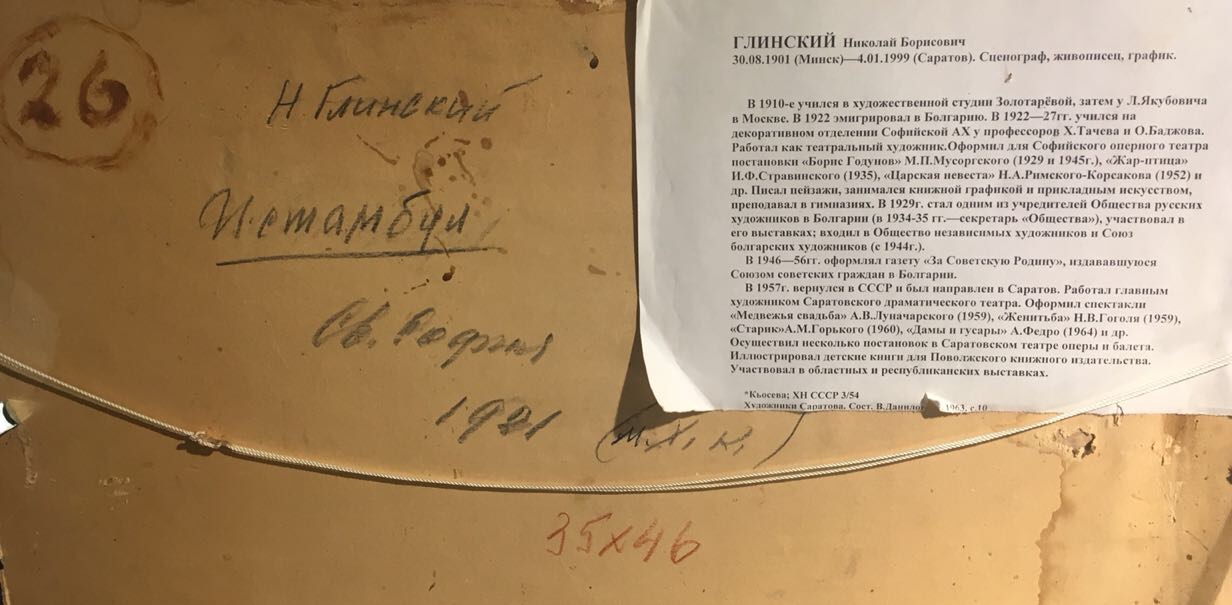 26
Н Глинский
Истамбул
Св. София
1921 (М.Х.К.)
35х46
ГЛИНСКИЙ Николай Борисович
30.08.1901 (Минск)—4.01.1999 (Саратов). Сценограф, живописец, график.
В 1910-е учился в художественной студии Золотарёвой, затем у Л.Якубовича
в Москве. В 1922 эмигрировал в Болгарию. В 1922—27гг. учился на
декоративном отделении Софийской АХ у профессоров Х.Тачева и О.Баджова.
Работал как театральный художник.Оформил для Софийского оперного театра
постановки «Борис Годунов» М.П.Мусоргского (1929 и 1945г.), «Жар-птица»
И.Ф.Стравинского (1935), «Царская невеста» Н.А.Римского-Корсакова (1952) и
др. Писал пейзажи, занимался книжной графикой и прикладным искусством,
преподавал в гимназиях. В 1929г. стал одним из учредителей Общества русских
художников в Болгарии (в 1934-35 гг.—секретарь «Общества»), участвовал в
его выставках; входил в Общество независимых художников и Союз
болгарских художников (с 1944г.).
В 1946—56гг. оформлял газету «За Советскую Родину», издававшуюся
Союзом советских граждан в Болгарии.
В 1957г. вернулся в СССР и был направлен в Саратов. Работал главным
художником Саратовского драматического театра. Оформил спектакли
«Медвежья свадьба» А.В.Луначарского (1959), «Женитьба» Н.В.Гоголя (1959),
«Старик»А.М.Горького (1960), «Дамы и гусары» А.Федро (1964) и др.
Осуществил несколько постановок в Саратовском театре оперы и балета.
Иллюстрировал детские книги для Поволжского книжного издательства.
Участвовал в областных и республиканских выставках.
*Кьосева; ХН СССР 3/54
Художники Саратова. Сост. В.Данило 1963, с.10